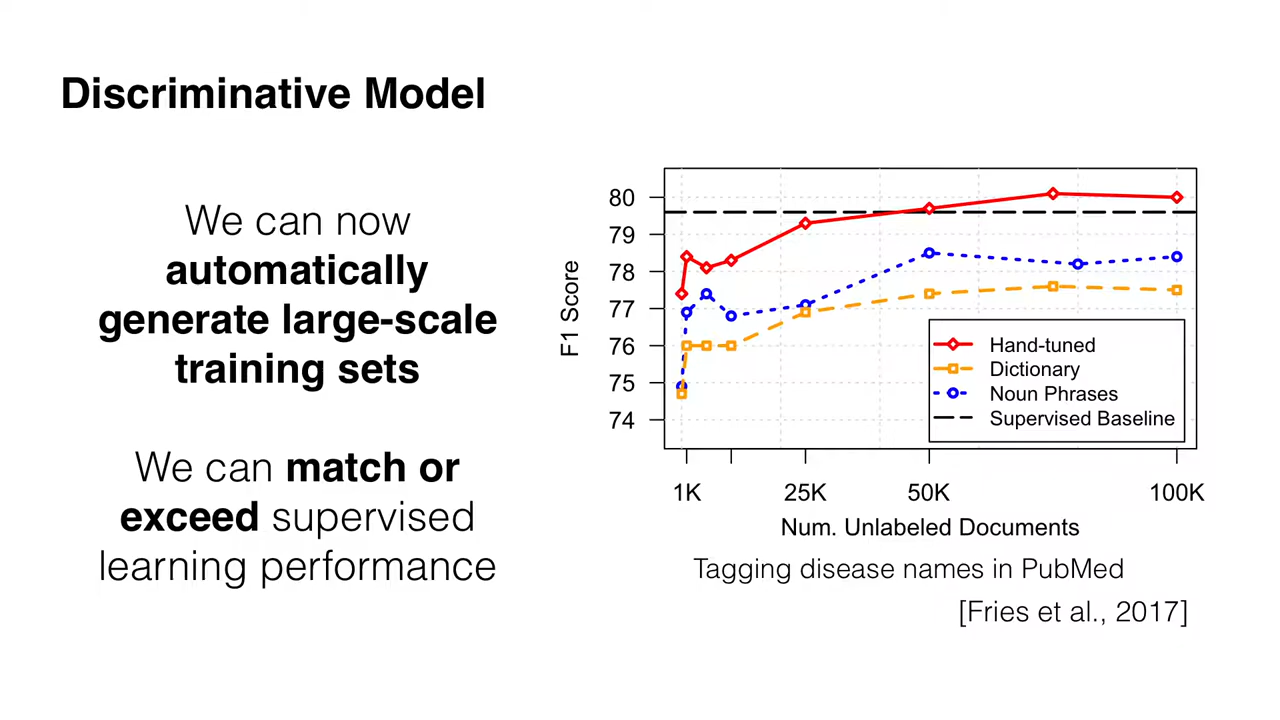 Discriminative Model
We can now
automatically
generate large-scale
training sets
We can match or
exceed supervised
learning performance
F1 Score
80
79
78
77
76
75
74
Hand-tuned
Dictionary
Noun Phrases
Supervised Baseline
1K 25K 50K 100K
Num. Unlabeled Documents
Tagging disease names in PubMed
[Fries et al., 2017]